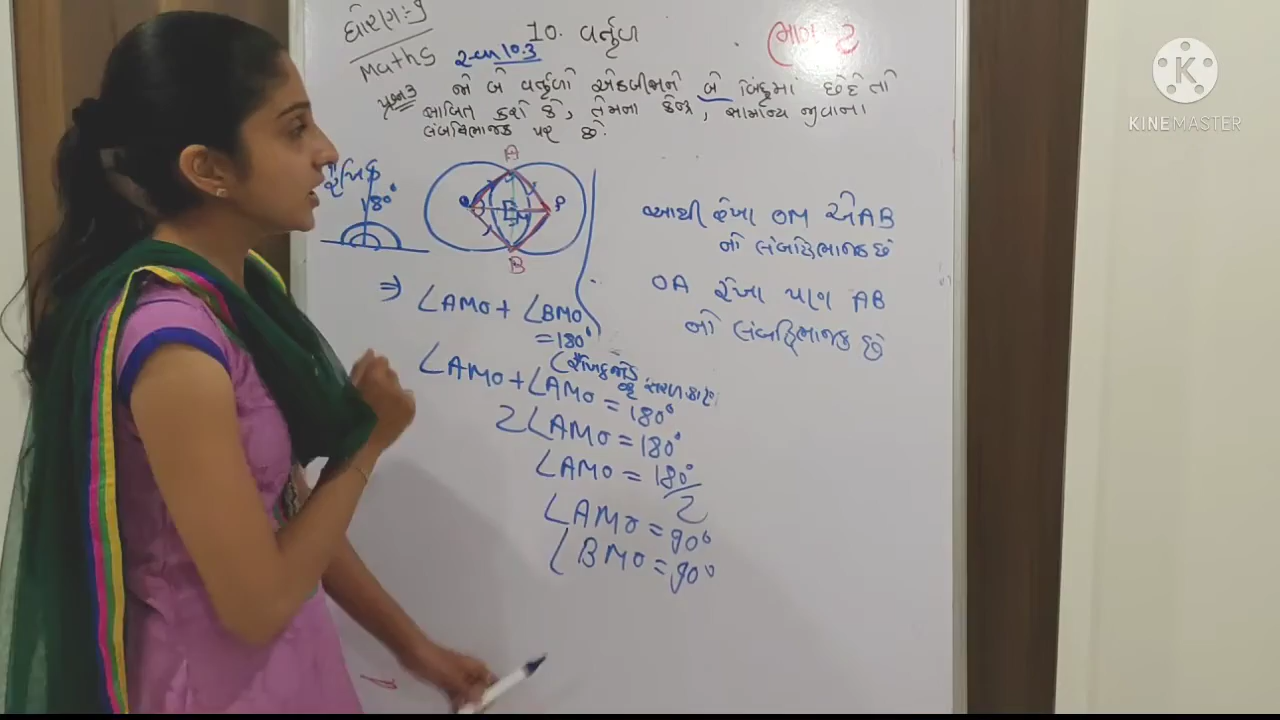 ધોરણ:-9
Maths
10. વર્તૂળ
ભાગ 2
સ્વા 10.3
પ્રશ્ન3 જો બે વર્તૂળો એકબીજાને બે બિંદુમાં છેદે તો
સાબિત કરો કે, તેમના કેન્દ્ર, સામાન્ય જીવાના
લંબદ્વિભાજક પર છે.
રૈખિક
180°
A
O
M
P
B
⇒ ∠AMO + ∠BMO
= 180°
(રૈખિક જોડ
∠AMO + ∠AMO = 180°
2∠AMO = 180°
∠AMO = 180°/2
∠AMO = 90°
∠BMO = 90°
આથી રેખા OM એ AB
નો લંબદ્વિભાજક છે
OA રેખા પણ AB
નો લંબદ્વિભાજક છે
K
KINEMASTER